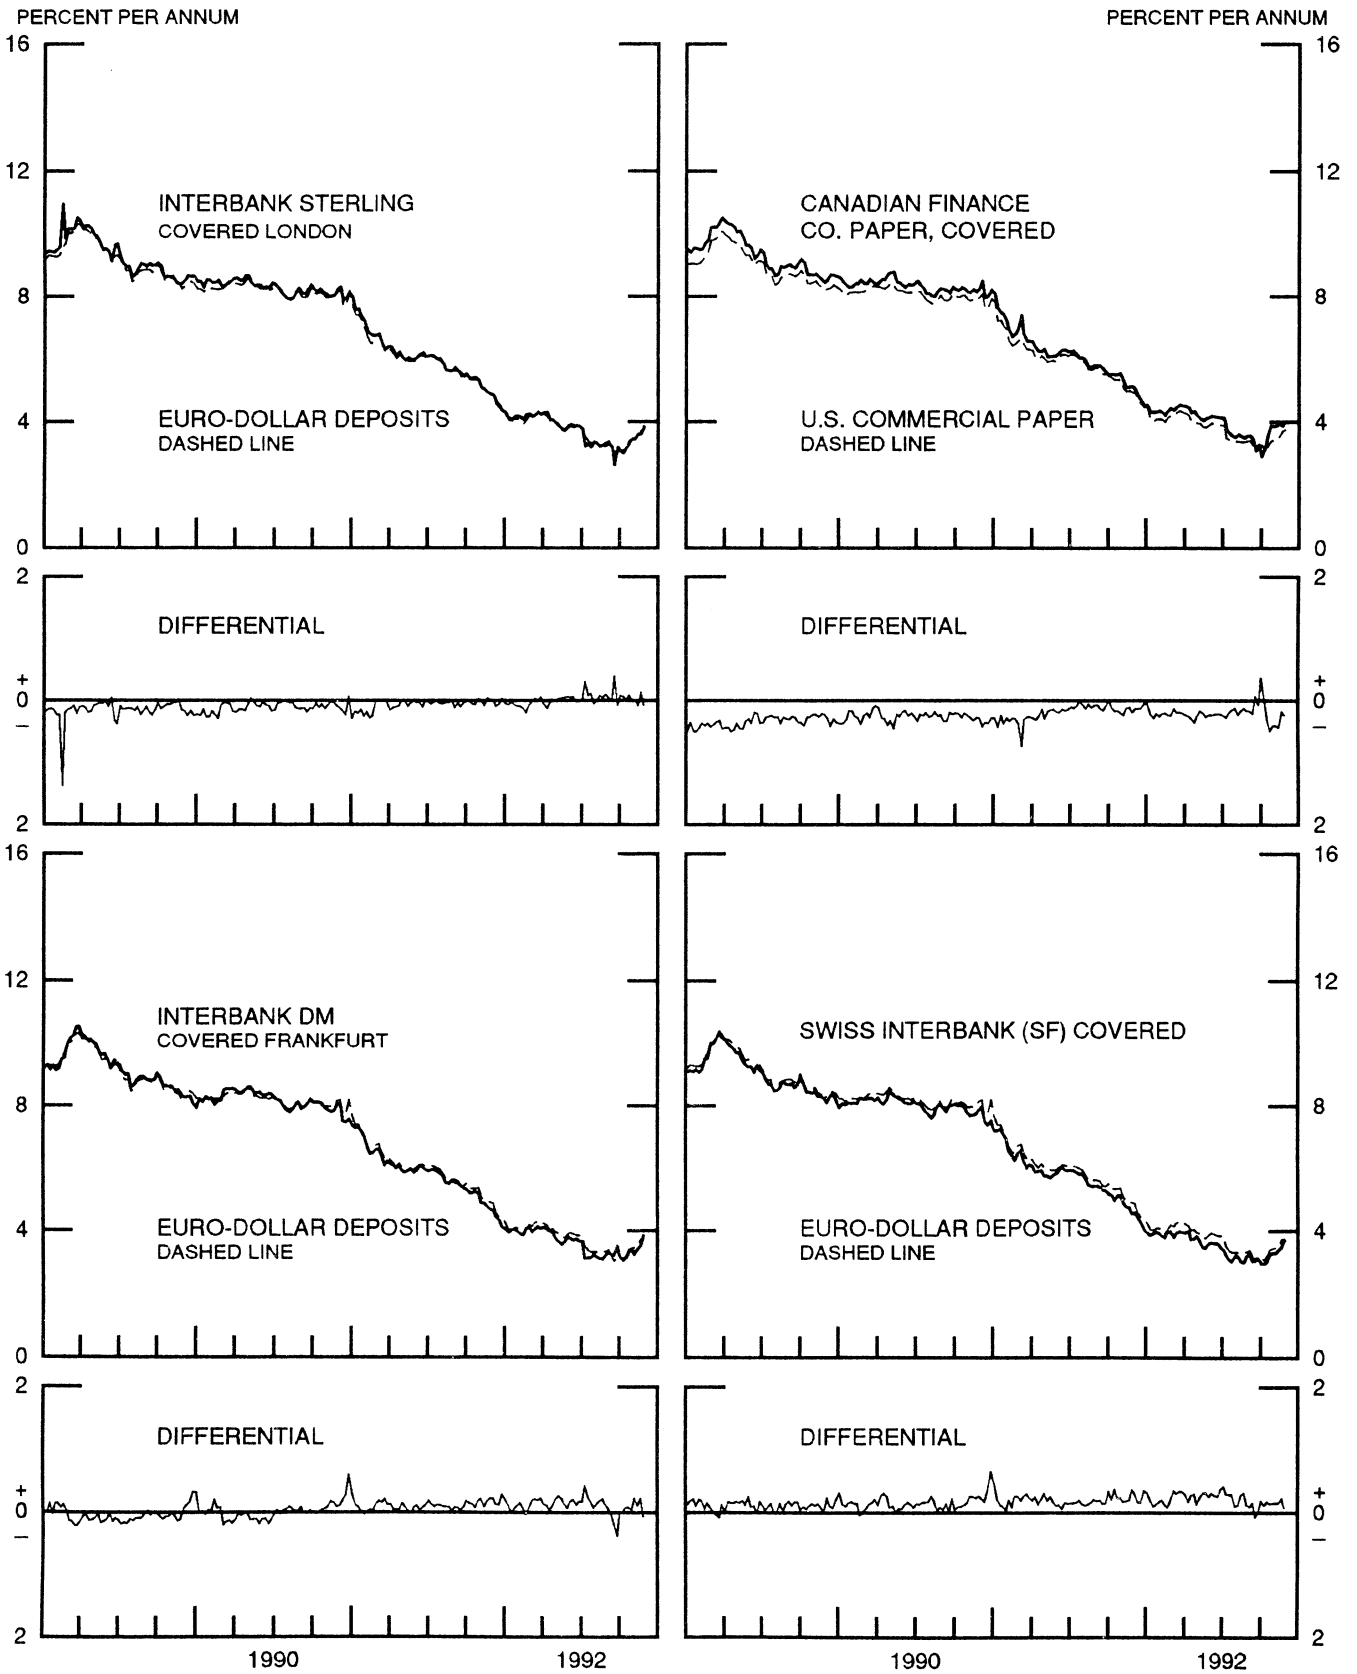 PERCENT PER ANNUM
PERCENT PER ANNUM
16
12
8
4
0
INTERBANK STERLING
COVERED LONDON
EURO-DOLLAR DEPOSITS
DASHED LINE
CANADIAN FINANCE
CO. PAPER, COVERED
U.S. COMMERCIAL PAPER
DASHED LINE
16
12
8
4
0
2
+
0
–
2
DIFFERENTIAL
DIFFERENTIAL
2
+
0
–
2
16
12
8
4
0
INTERBANK DM
COVERED FRANKFURT
EURO-DOLLAR DEPOSITS
DASHED LINE
SWISS INTERBANK (SF) COVERED
EURO-DOLLAR DEPOSITS
DASHED LINE
16
12
8
4
0
2
+
0
–
2
DIFFERENTIAL
DIFFERENTIAL
2
+
0
–
2
1990
1992
1990
1992